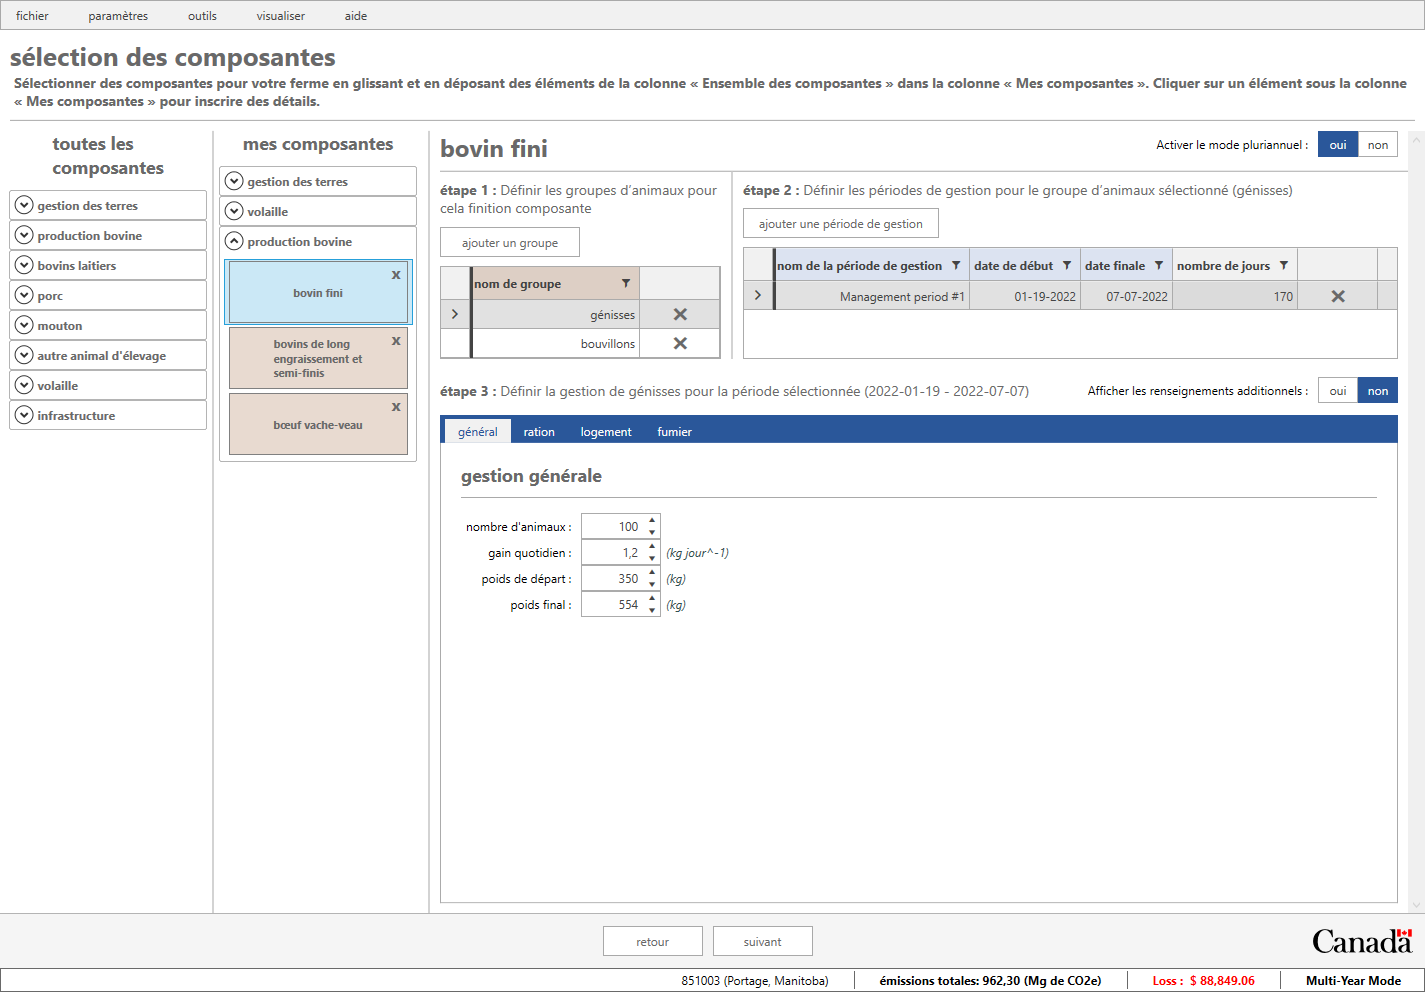 fichier paramètres outils visualiser aide
sélection des composantes
Sélectionner des composantes pour votre ferme en glissant et en déposant des éléments de la colonne « Ensemble des composantes » dans la colonne « Mes composantes ». Cliquer sur un élément sous la colonne
« Mes composantes » pour inscrire des détails.
toutes les
composantes
gestion des terres
production bovine
bovins laitiers
porc
mouton
autre animal d'élevage
volaille
infrastructure
mes composantes
gestion des terres
volaille
production bovine
x
bovin fini
x
bovins de long
engraissement et
semi-finis
x
bœuf vache-veau
bovin fini
Activer le mode pluriannuel : oui non
étape 1 : Définir les groupes d’animaux pour
cela finition composante
ajouter un groupe
nom de groupe
génisses
bouvillons
étape 2 : Définir les périodes de gestion pour le groupe d’animaux sélectionné (génisses)
ajouter une période de gestion
nom de la période de gestion date de début date finale nombre de jours
Management period #1 01-19-2022 07-07-2022 170
étape 3 : Définir la gestion de génisses pour la période sélectionnée (2022-01-19 - 2022-07-07)
Afficher les renseignements additionnels : oui non
général ration logement fumier
gestion générale
nombre d'animaux : 100
gain quotidien : 1,2 (kg jour^-1)
poids de départ : 350 (kg)
poids final : 554 (kg)
retour suivant
Canada
851003 (Portage, Manitoba) émissions totales: 962,30 (Mg de CO2e) Loss : $ 88,849.06 Multi-Year Mode